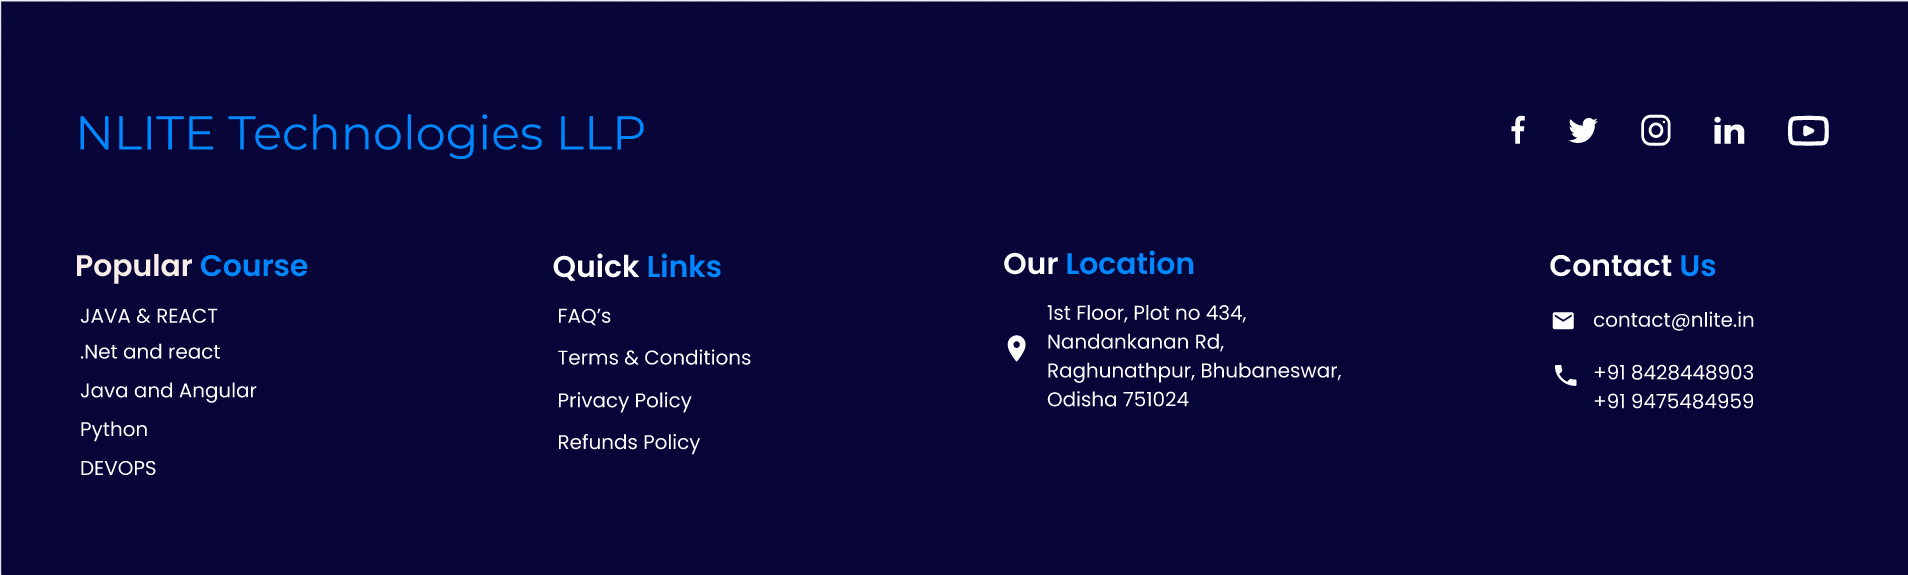 NLITE Technologies LLP
Popular Course
JAVA & REACT
.Net and react
Java and Angular
Python
DEVOPS
Quick Links
FAQ’s
Terms & Conditions
Privacy Policy
Refunds Policy
Our Location
1st Floor, Plot no 434,
Nandankanan Rd,
Raghunathpur, Bhubaneswar,
Odisha 751024
Contact Us
contact@nlite.in
+91 8428448903
+91 9475484959